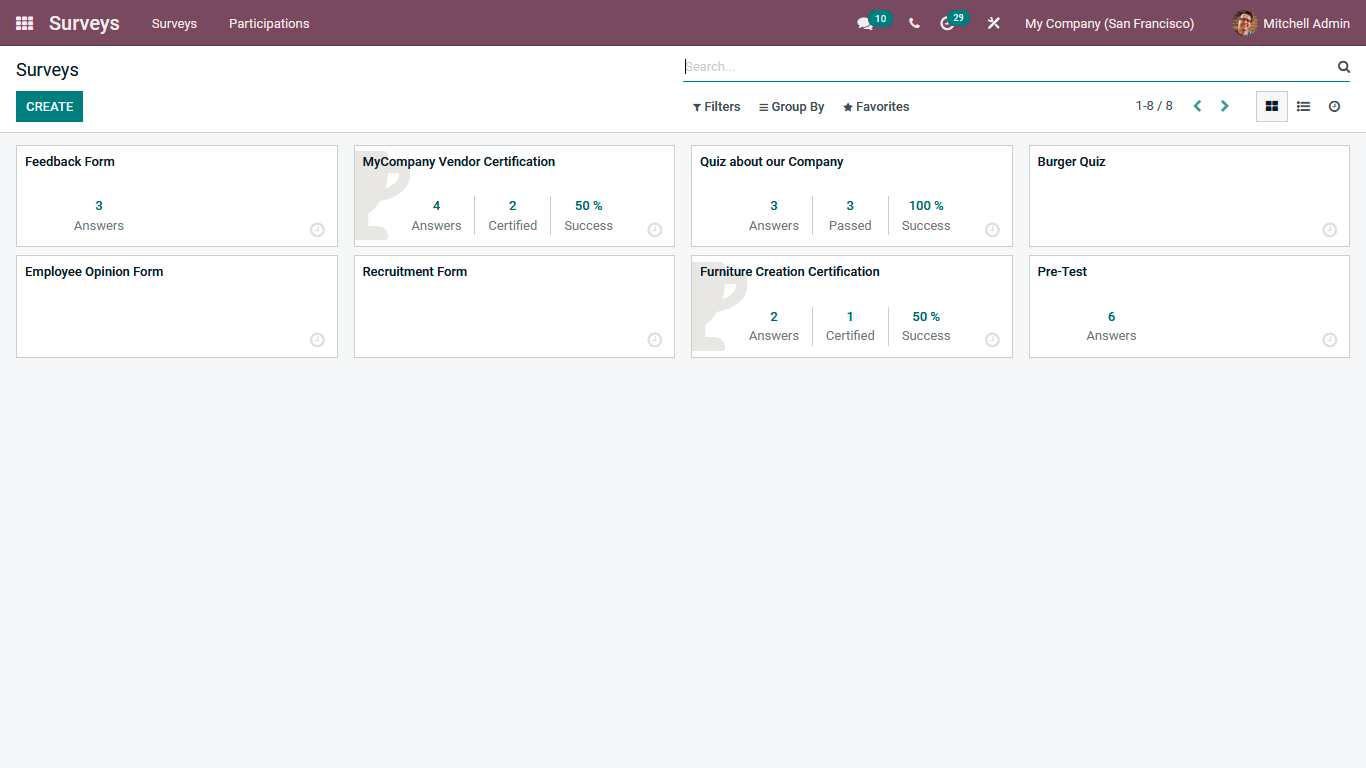 Surveys Surveys Participations 10 29 My Company (San Francisco) Mitchell Admin
Surveys
Search...
CREATE
Filters Group By Favorites 1-8 / 8
Feedback Form
3
Answers
MyCompany Vendor Certification
4 2 50 %
Answers Certified Success
Quiz about our Company
3 3 100 %
Answers Passed Success
Burger Quiz
Employee Opinion Form
Recruitment Form
Furniture Creation Certification
2 1 50 %
Answers Certified Success
Pre-Test
6
Answers